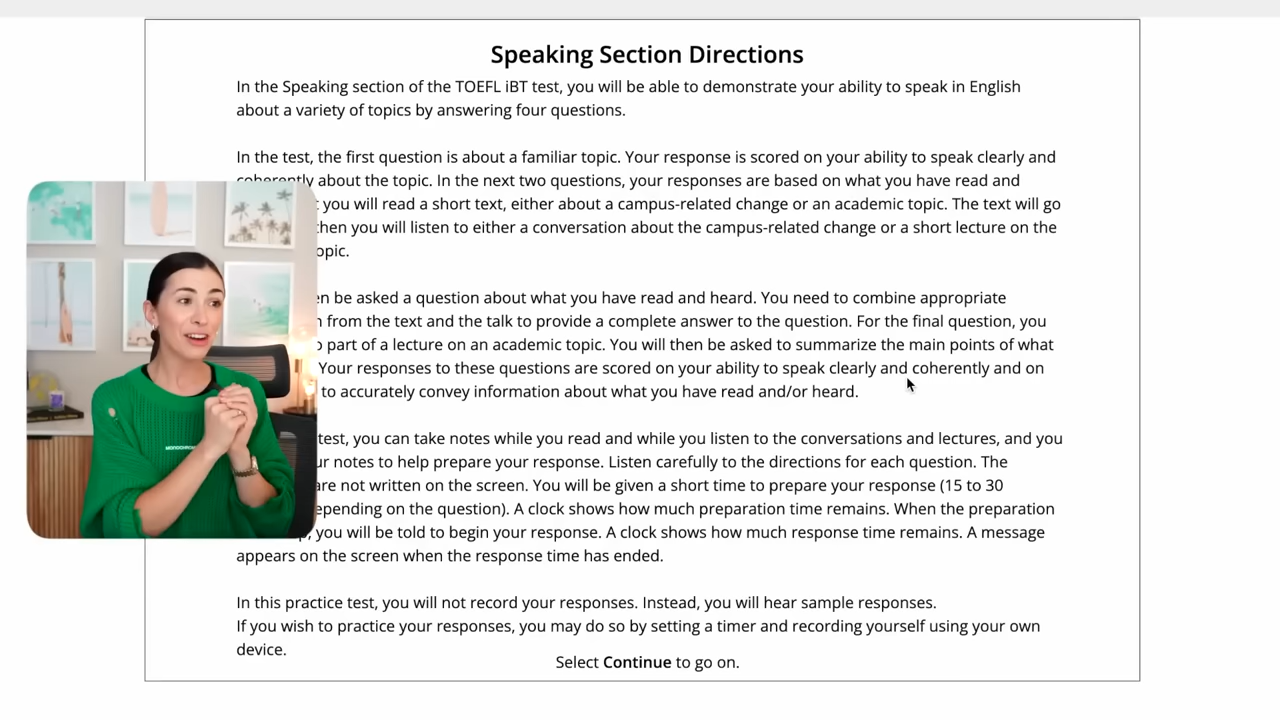 Speaking Section Directions
In the Speaking section of the TOEFL iBT test, you will be able to demonstrate your ability to speak in English
about a variety of topics by answering four questions.
In the test, the first question is about a familiar topic. Your response is scored on your ability to speak clearly and
coherently about the topic. In the next two questions, your responses are based on what you have read and
you will read a short text, either about a campus-related change or an academic topic. The text will go
then you will listen to either a conversation about the campus-related change or a short lecture on the
be asked a question about what you have read and heard. You need to combine appropriate
from the text and the talk to provide a complete answer to the question. For the final question, you
part of a lecture on an academic topic. You will then be asked to summarize the main points of what
Your responses to these questions are scored on your ability to speak clearly and coherently and on
to accurately convey information about what you have read and/or heard.
test, you can take notes while you read and while you listen to the conversations and lectures, and you
notes to help prepare your response. Listen carefully to the directions for each question. The
are not written on the screen. You will be given a short time to prepare your response (15 to 30
depending on the question). A clock shows how much preparation time remains. When the preparation
you will be told to begin your response. A clock shows how much response time remains. A message
appears on the screen when the response time has ended.
In this practice test, you will not record your responses. Instead, you will hear sample responses.
If you wish to practice your responses, you may do so by setting a timer and recording yourself using your own
device.
Select Continue to go on.